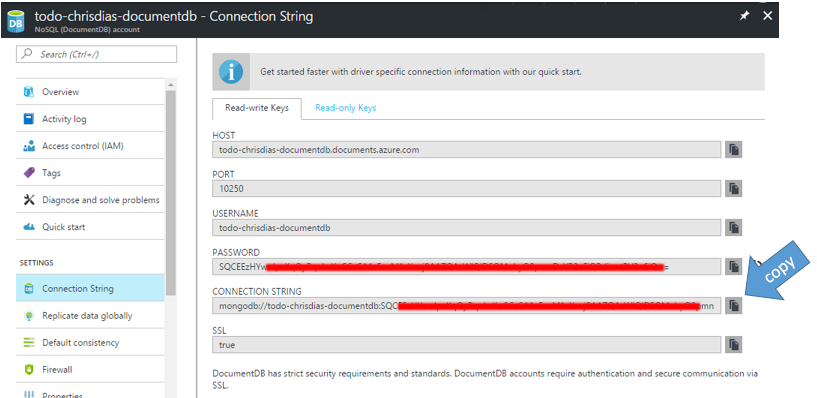 todo-chrisdias-documentdb - Connection String
NoSQL (DocumentDB) account
Search (Ctrl+/)
Overview
Activity log
Access control (IAM)
Tags
Diagnose and solve problems
Quick start
SETTINGS
Connection String
Replicate data globally
Default consistency
Firewall
Properties
Get started faster with driver specific connection information with our quick start.
Read-write Keys
Read-only Keys
HOST
todo-chrisdias-documentdb.documents.azure.com
PORT
10250
USERNAME
todo-chrisdias-documentdb
PASSWORD
SQCEEzHYw =
CONNECTION STRING
mongodb://todo-chrisdias-documentdb:SQC mn
SSL
true
DocumentDB has strict security requirements and standards. DocumentDB accounts require authentication and secure communication via
SSL.
copy